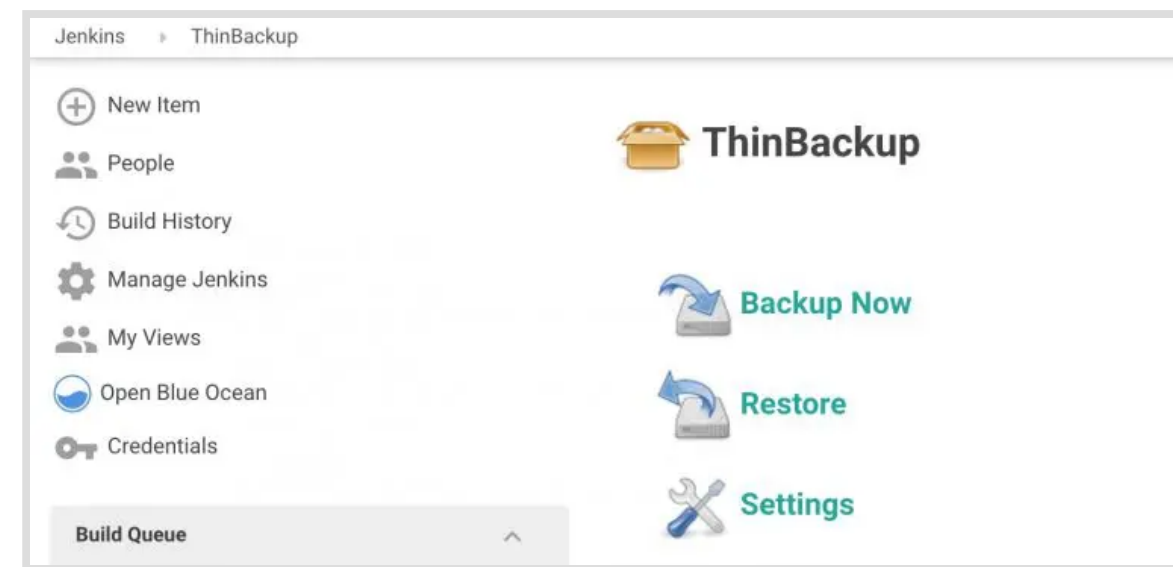 Jenkins ThinBackup
New Item
People
Build History
Manage Jenkins
My Views
Open Blue Ocean
Credentials
Build Queue
ThinBackup
Backup Now
Restore
Settings